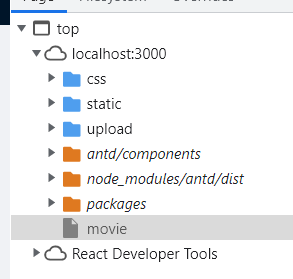 top
localhost:3000
css
static
upload
antd/components
node_modules/antd/dist
packages
movie
React Developer Tools